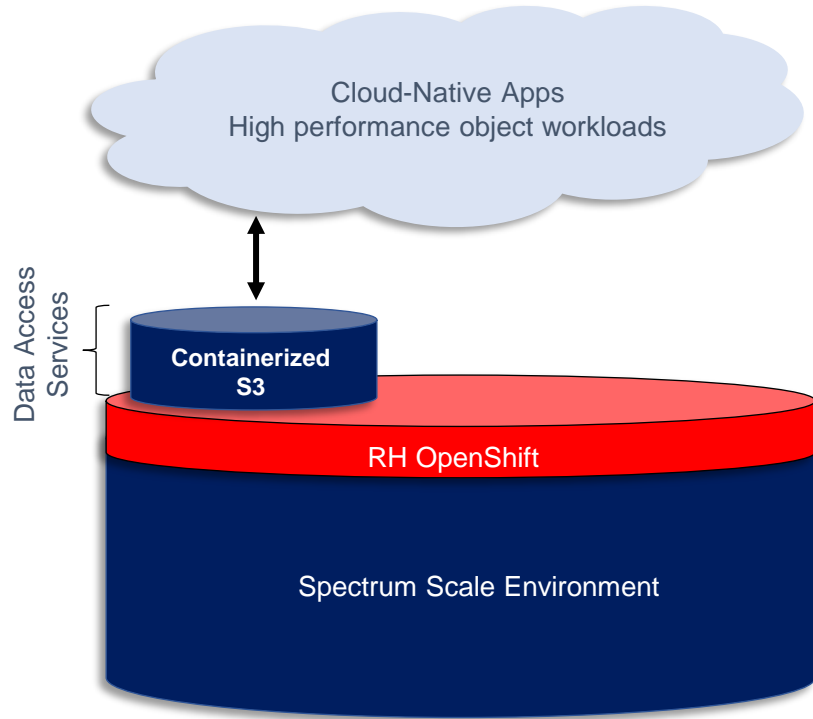 Cloud-Native Apps
High performance object workloads
Data Access
Services
Containerized
S3
RH OpenShift
Spectrum Scale Environment